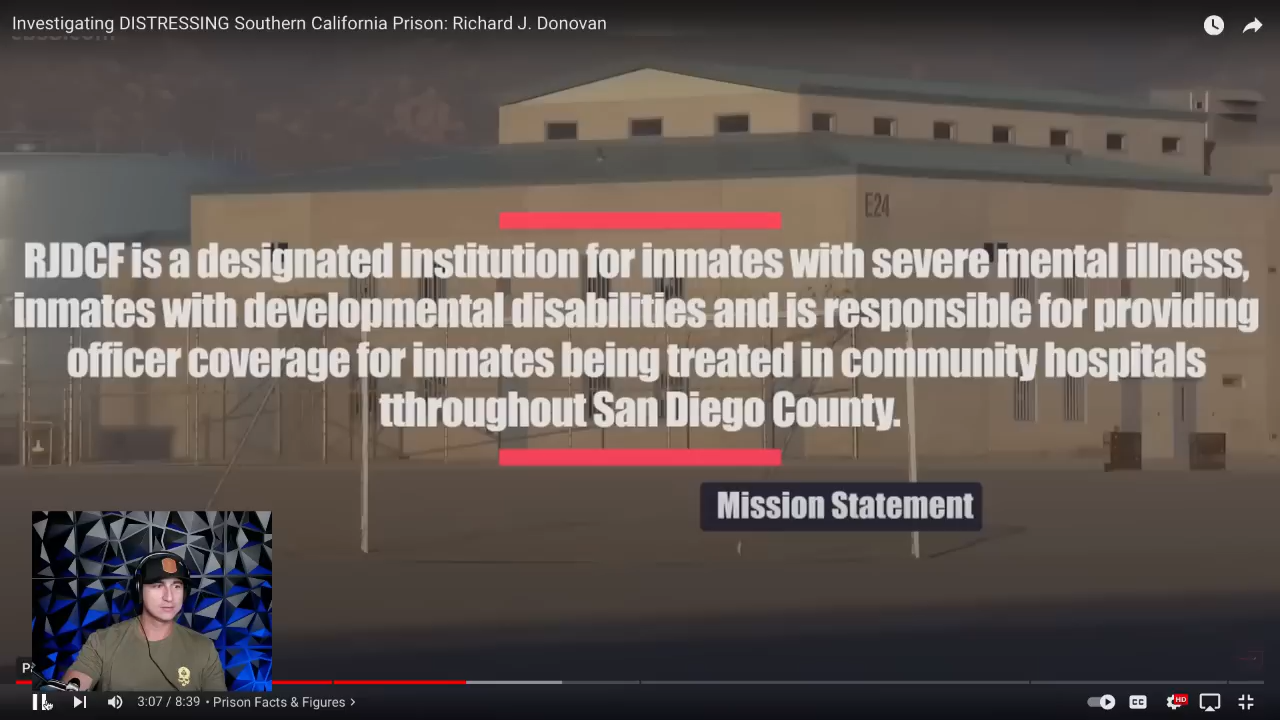 Investigating DISTRESSING Southern California Prison: Richard J. Donovan
E24
RJDCF is a designated institution for inmates with severe mental illness,
inmates with developmental disabilities and is responsible for providing
officer coverage for inmates being treated in community hospitals
tthroughout San Diego County.
Mission Statement
3:07 / 8:39 • Prison Facts & Figures >
CC
HD